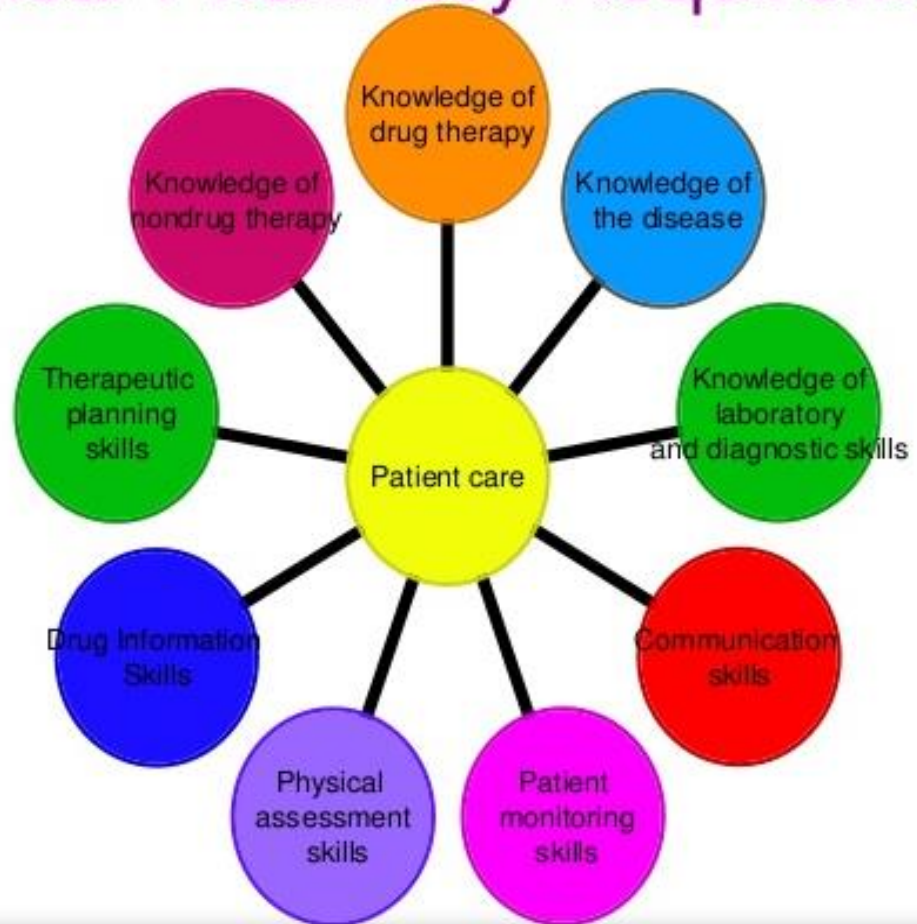 Knowledge of
drug therapy
Knowledge of
the disease
Knowledge of
laboratory
and diagnostic skills
Communication
skills
Patient
monitoring
skills
Physical
assessment
skills
Drug Information
Skills
Therapeutic
planning
skills
Knowledge of
nondrug therapy
Patient care